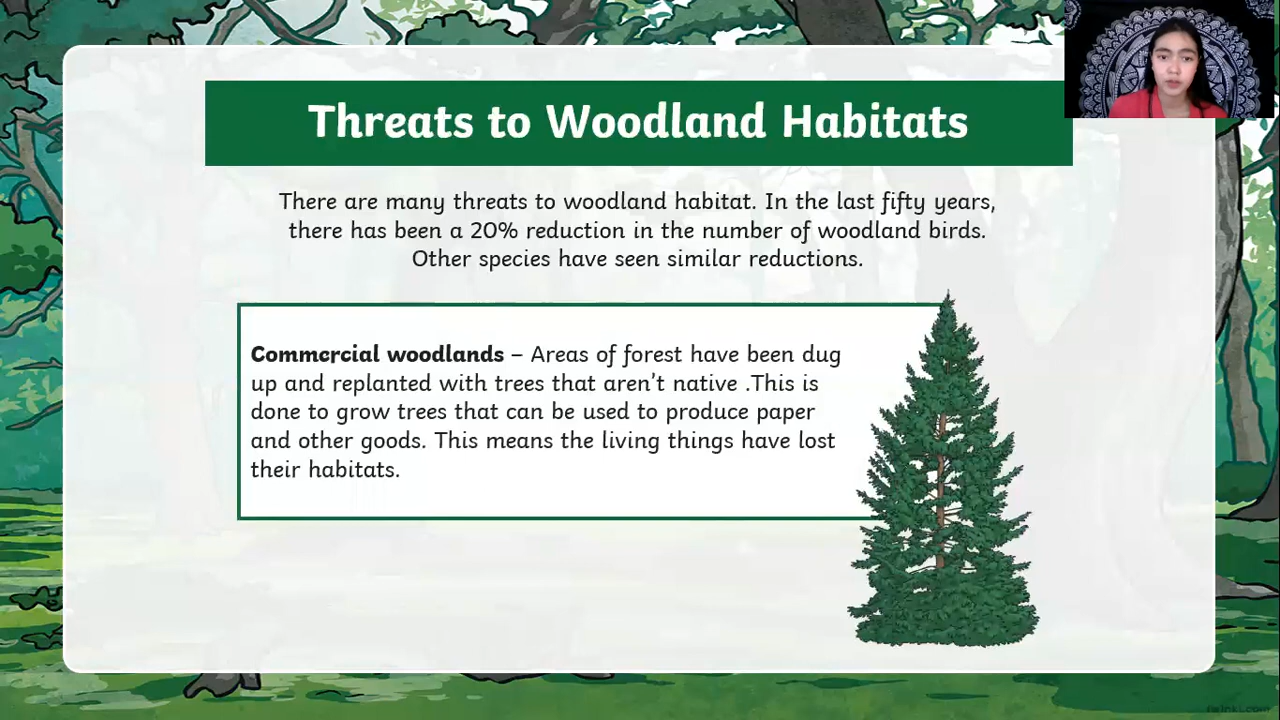 Threats to Woodland Habitats
There are many threats to woodland habitat. In the last fifty years,
there has been a 20% reduction in the number of woodland birds.
Other species have seen similar reductions.
Commercial woodlands – Areas of forest have been dug
up and replanted with trees that aren't native .This is
done to grow trees that can be used to produce paper
and other goods. This means the living things have lost
their habitats.
twinkl.com